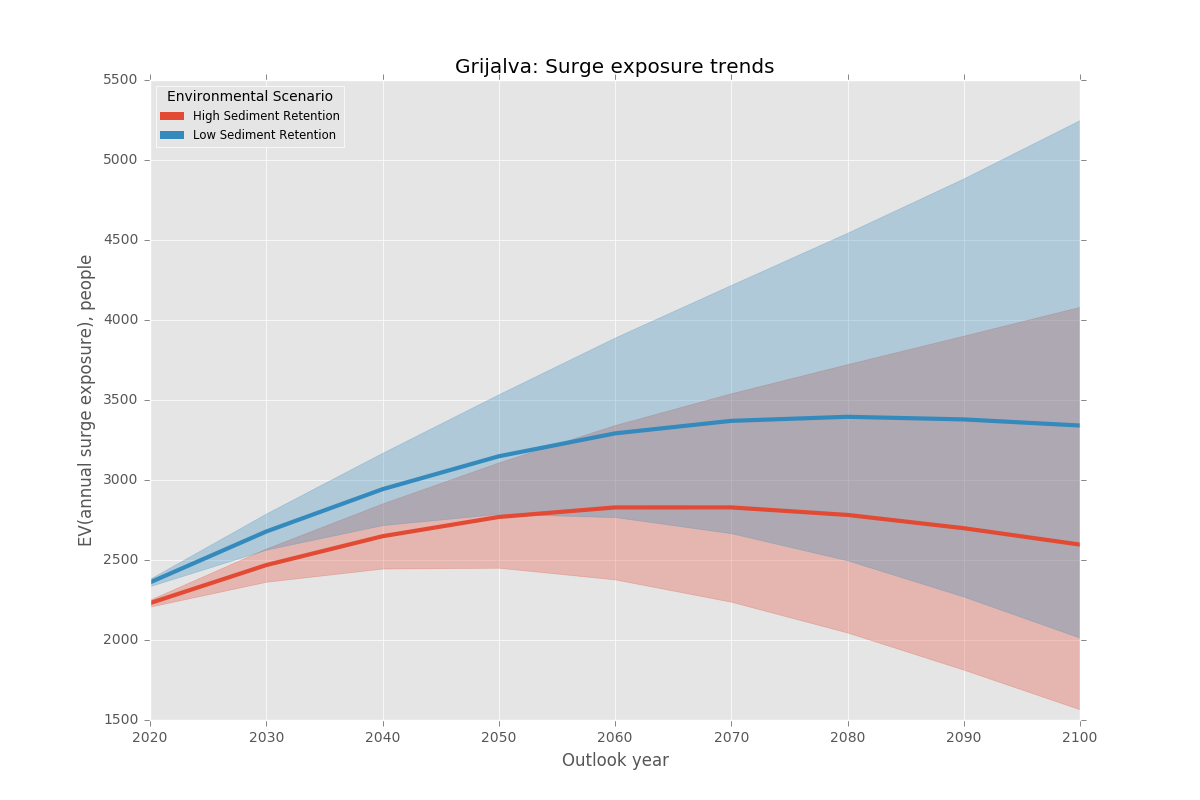 Grijalva: Surge exposure trends
Environmental Scenario
High Sediment Retention
Low Sediment Retention
EV(annual surge exposure), people
5500
5000
4500
4000
3500
3000
2500
2000
1500
2020 2030 2040 2050 2060 2070 2080 2090 2100
Outlook year